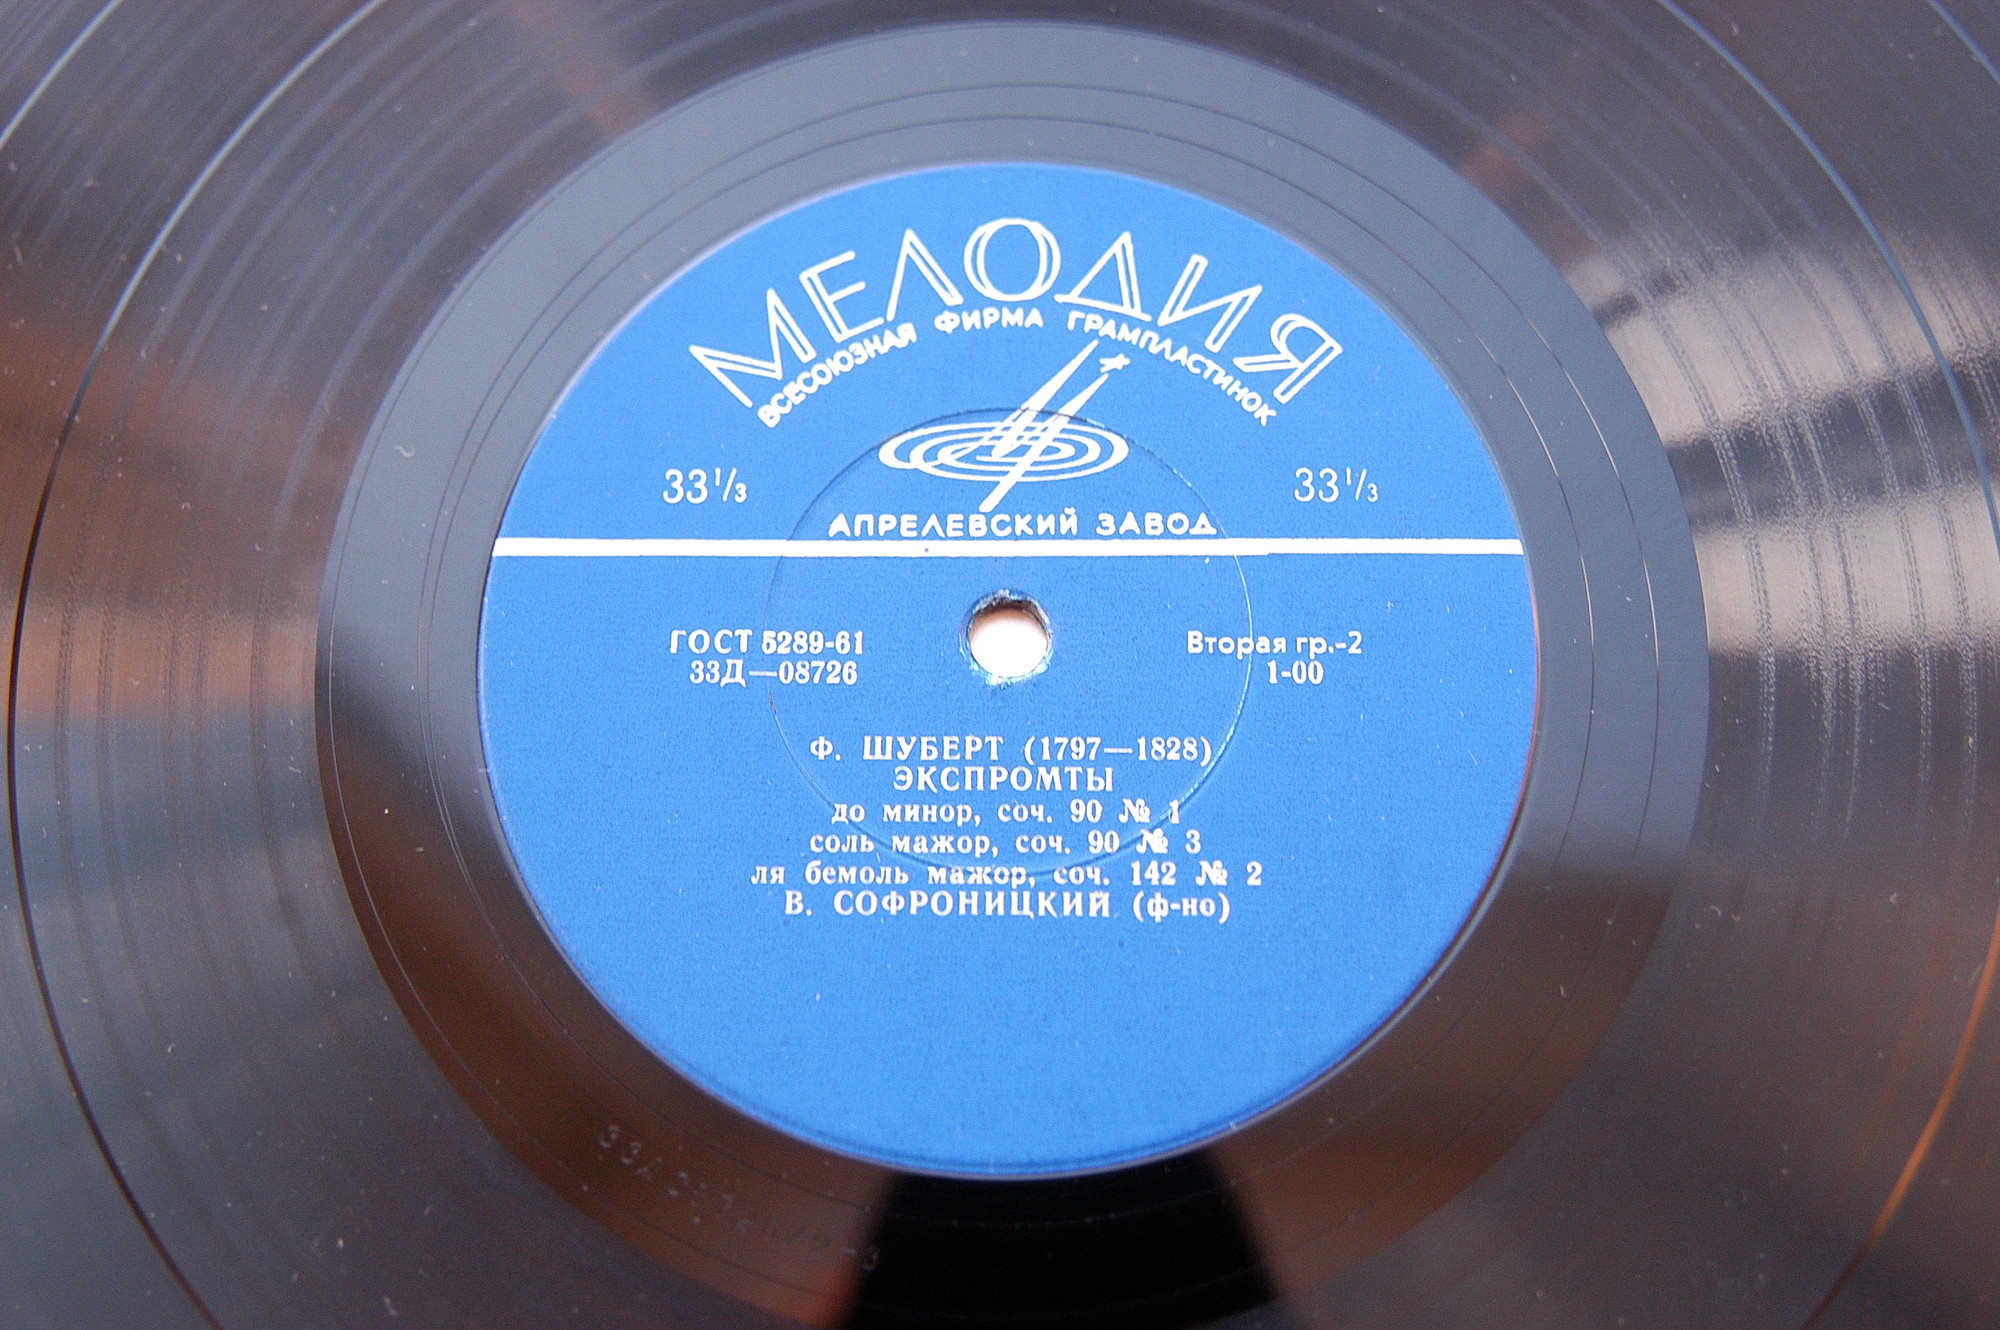 МЕЛОДИЯ
ВСЕСОЮЗНАЯ ФИРМА ГРАМПЛАСТИНОК
33⅓ 33⅓
АПРЕЛЕВСКИЙ ЗАВОД
ГОСТ 5289-61 Вторая гр.-2
33Д—08726 1-00
Ф. ШУБЕРТ (1797—1828)
ЭКСПРОМТЫ
до минор, соч. 90 № 1
соль мажор, соч. 90 № 3
ля бемоль мажор, соч. 142 № 2
В. СОФРОНИЦКИЙ (ф-но)